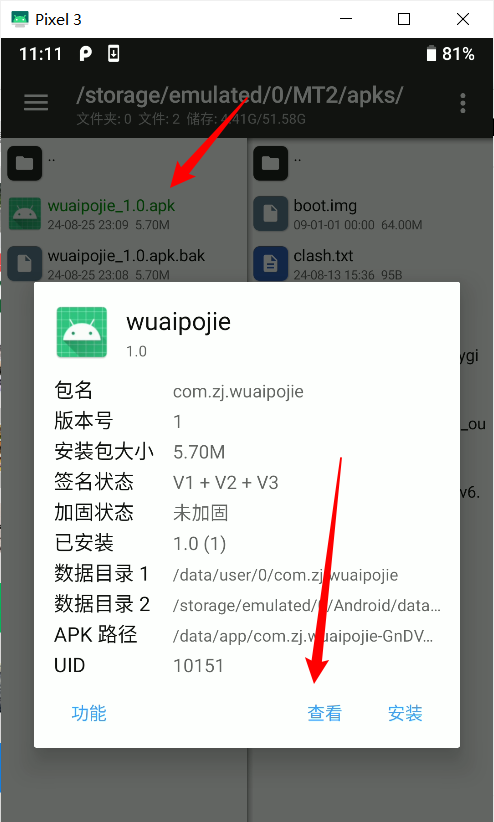 Pixel 3
11:11
81%
/storage/emulated/0/MT2/apks/
文件夹: 0 文件: 2 储存: 4.41G/51.58G
..
wuaipojie_1.0.apk
24-08-25 23:09 5.70M
wuaipojie_1.0.apk.bak
24-08-25 23:08 5.70M
..
boot.img
09-01-01 00:00 64.00M
clash.txt
24-08-13 15:36 95B
ygi
_ou
v6.
wuaipojie
1.0
包名 com.zj.wuaipojie
版本号 1
安装包大小 5.70M
签名状态 V1 + V2 + V3
加固状态 未加固
已安装 1.0 (1)
数据目录 1 /data/user/0/com.zj.wuaipojie
数据目录 2 /storage/emulated/0/Android/data...
APK 路径 /data/app/com.zj.wuaipojie-GnDV...
UID 10151
功能 查看 安装